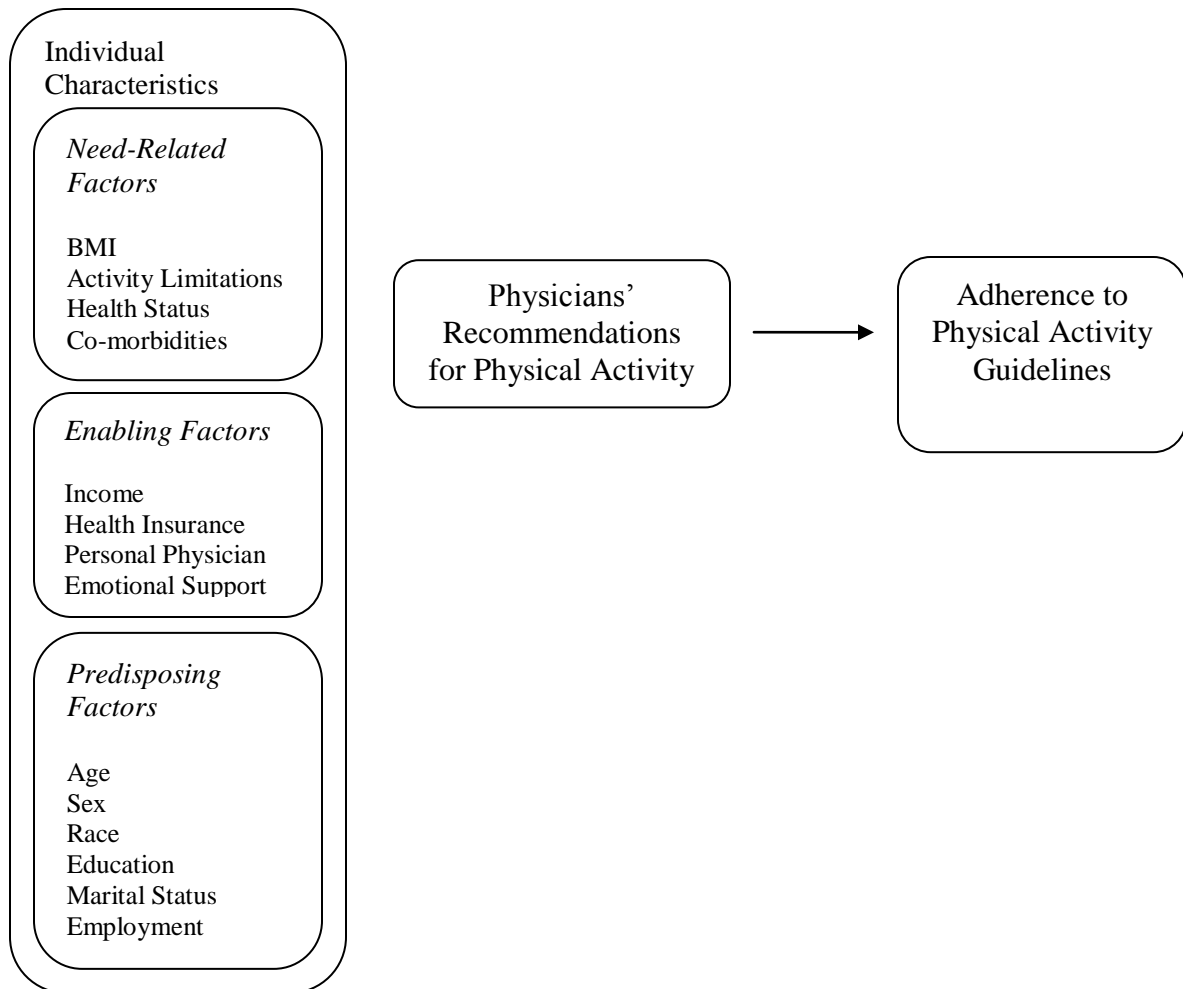 Individual
Characteristics
Need-Related
Factors
BMI
Activity Limitations
Health Status
Co-morbidities
Enabling Factors
Income
Health Insurance
Personal Physician
Emotional Support
Predisposing
Factors
Age
Sex
Race
Education
Marital Status
Employment
Physicians’
Recommendations
for Physical Activity
Adherence to
Physical Activity
Guidelines